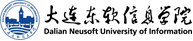 大连东软信息学院
Dalian Neusoft University of Information